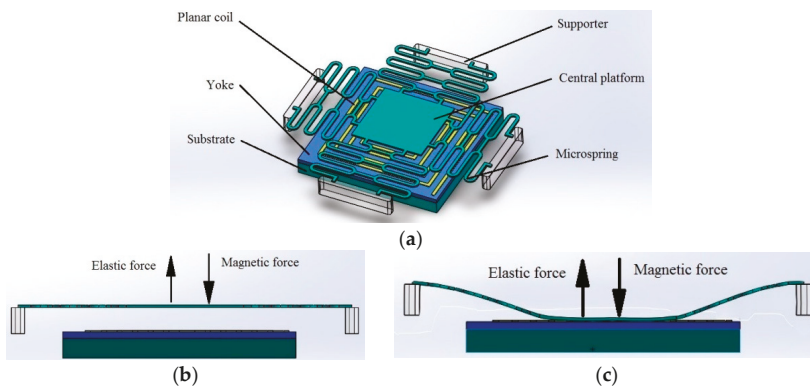 Planar coil
Supporter
Central platform
Yoke
Substrate
Microspring
(a)
Elastic force
Magnetic force
(b)
Elastic force
Magnetic force
(c)